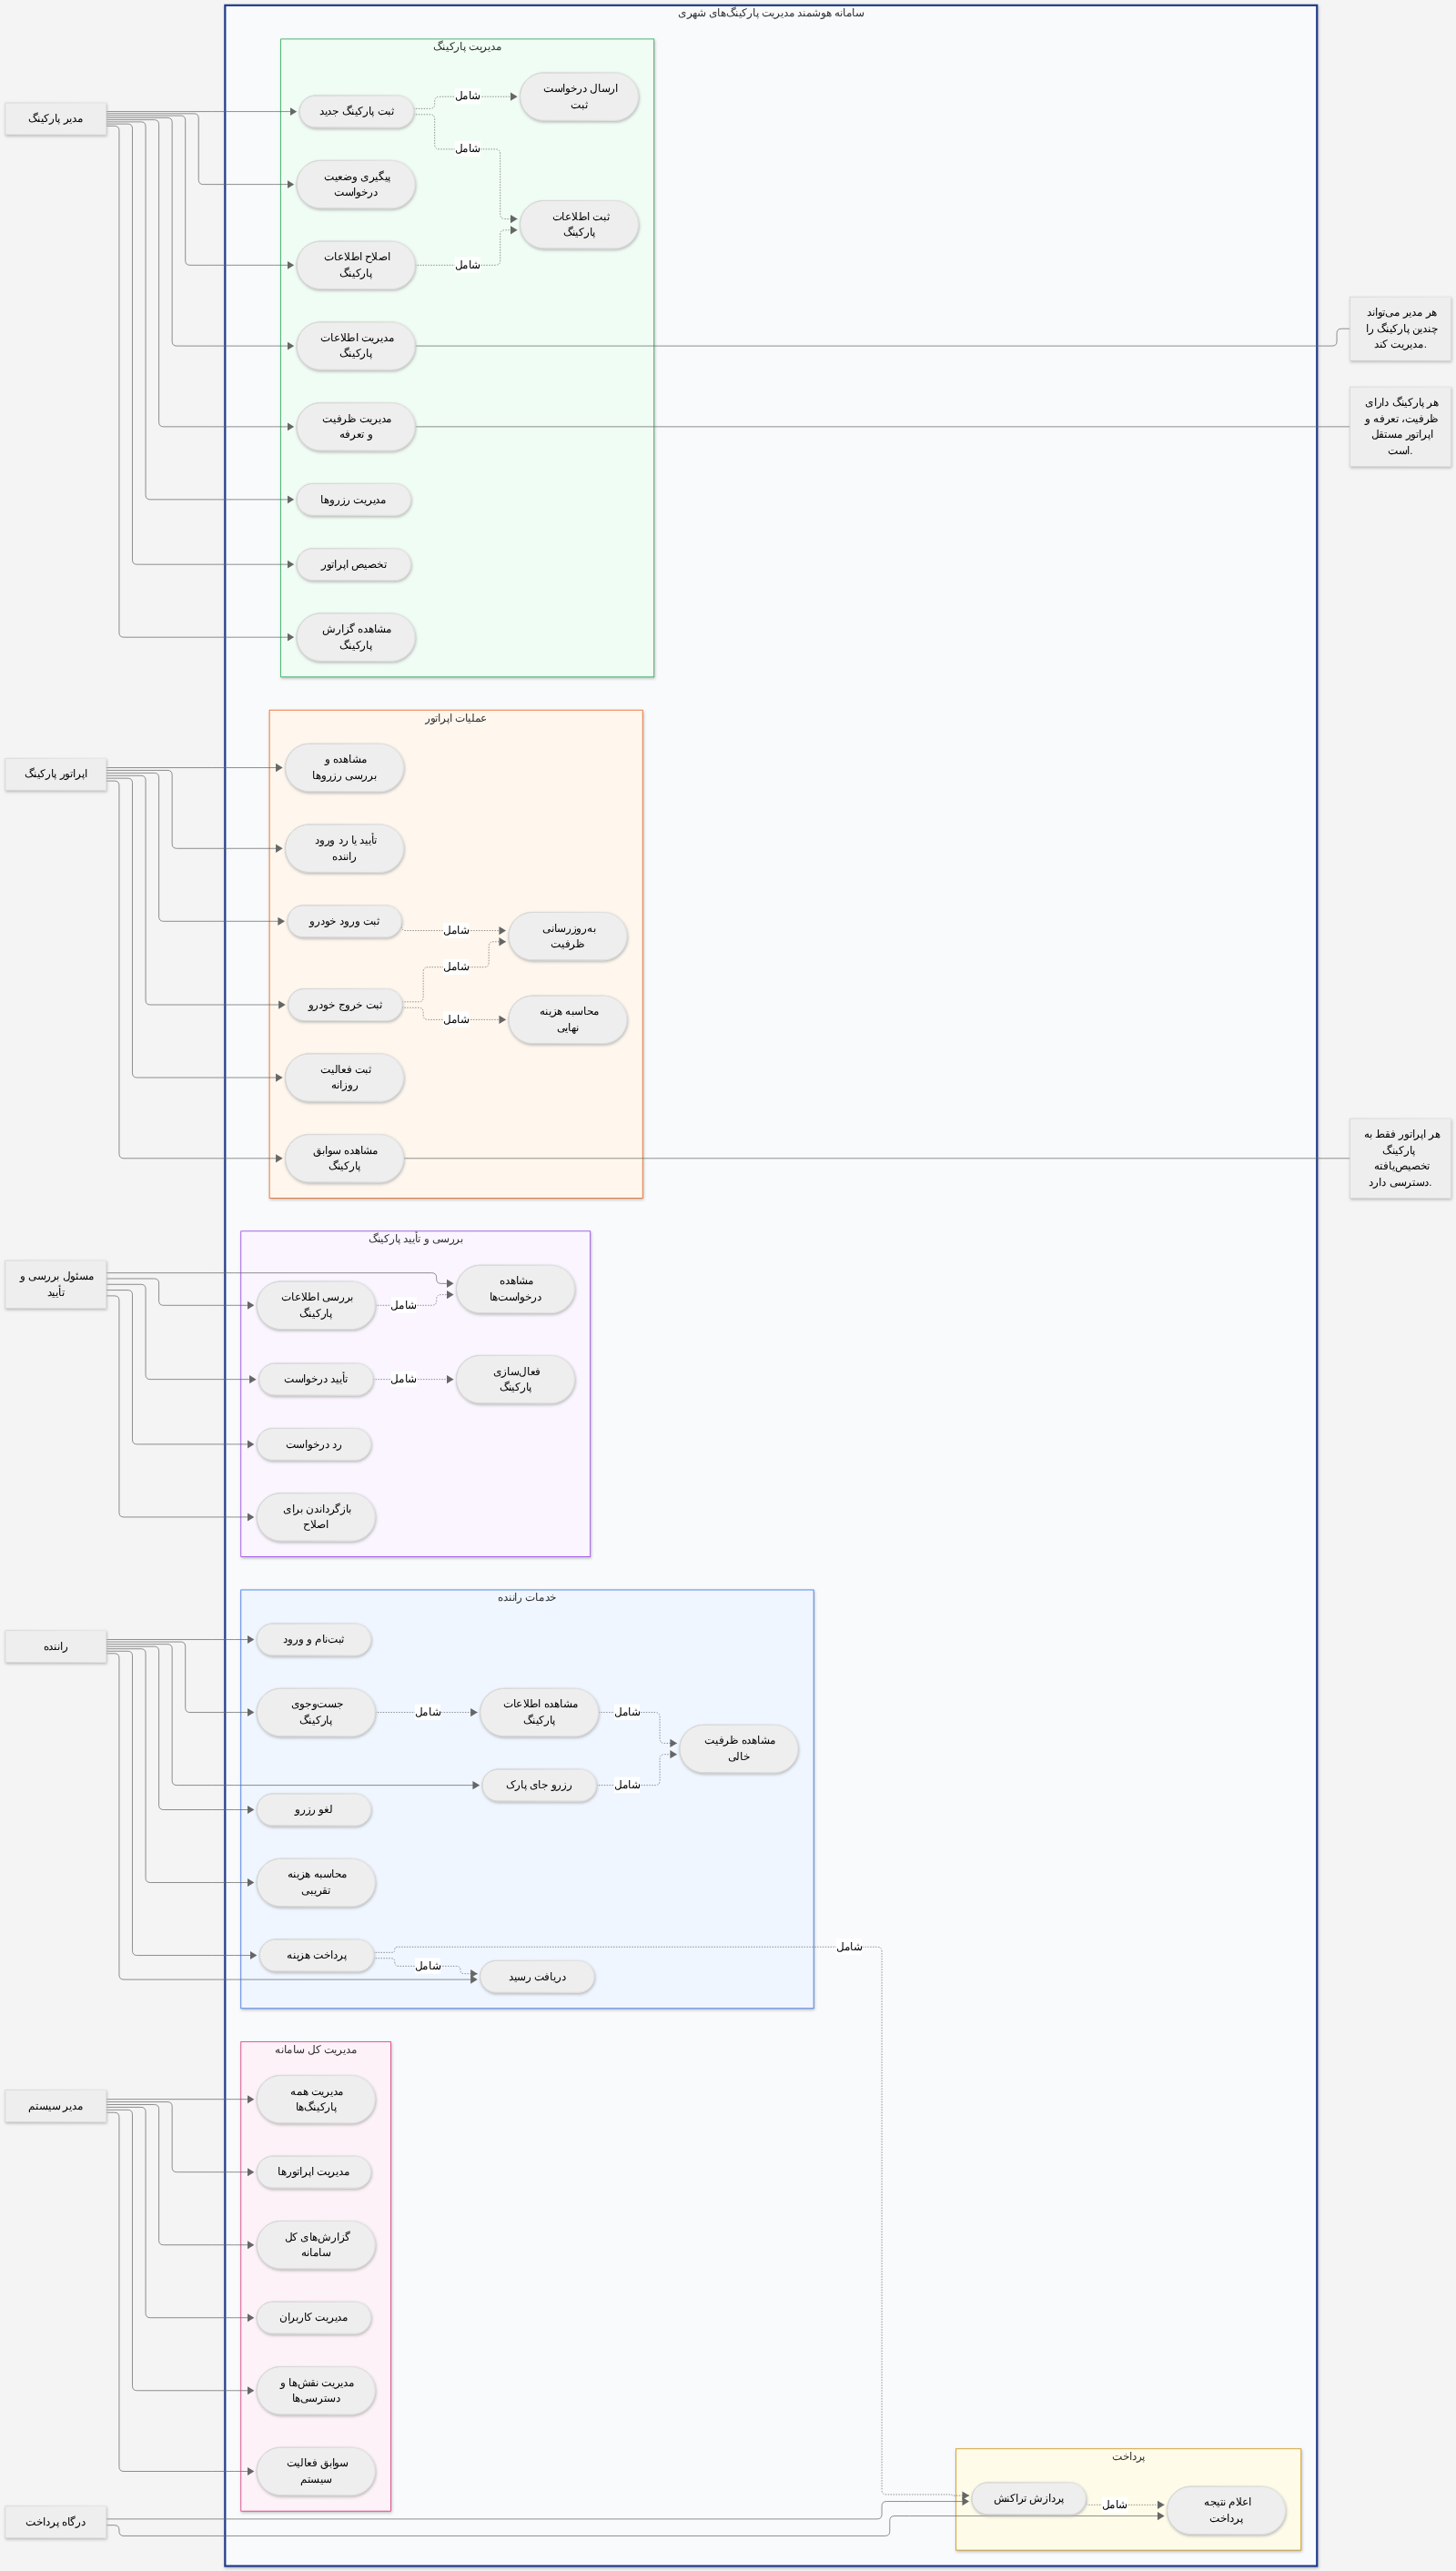 سامانه هوشمند مدیریت پارکینگ‌های شهری
مدیریت پارکینگ
مدیر پارکینگ
ثبت پارکینگ جدید
شامل
ارسال درخواست
ثبت
شامل
پیگیری وضعیت
درخواست
ثبت اطلاعات
پارکینگ
اصلاح اطلاعات
پارکینگ
شامل
مدیریت اطلاعات
پارکینگ
هر مدیر می‌تواند
چندین پارکینگ را
مدیریت کند.
مدیریت ظرفیت
و تعرفه
هر پارکینگ دارای
ظرفیت، تعرفه و
اپراتور مستقل
است.
مدیریت رزروها
تخصیص اپراتور
مشاهده گزارش
پارکینگ
عملیات اپراتور
اپراتور پارکینگ
مشاهده و
بررسی رزروها
تأیید یا رد ورود
راننده
ثبت ورود خودرو
شامل
به‌روزرسانی
ظرفیت
شامل
ثبت خروج خودرو
شامل
محاسبه هزینه
نهایی
ثبت فعالیت
روزانه
مشاهده سوابق
پارکینگ
هر اپراتور فقط به
پارکینگ
تخصیص‌یافته
دسترسی دارد.
بررسی و تأیید پارکینگ
مسئول بررسی و
تأیید
مشاهده
درخواست‌ها
بررسی اطلاعات
پارکینگ
شامل
تأیید درخواست
شامل
فعال‌سازی
پارکینگ
رد درخواست
بازگرداندن برای
اصلاح
خدمات راننده
راننده
ثبت‌نام و ورود
جست‌وجوی
پارکینگ
شامل
مشاهده اطلاعات
پارکینگ
شامل
مشاهده ظرفیت
خالی
رزرو جای پارک
شامل
لغو رزرو
محاسبه هزینه
تقریبی
پرداخت هزینه
شامل
شامل
دریافت رسید
مدیریت کل سامانه
مدیر سیستم
مدیریت همه
پارکینگ‌ها
مدیریت اپراتورها
گزارش‌های کل
سامانه
مدیریت کاربران
مدیریت نقش‌ها و
دسترسی‌ها
سوابق فعالیت
سیستم
پرداخت
درگاه پرداخت
پردازش تراکنش
شامل
اعلام نتیجه
پرداخت